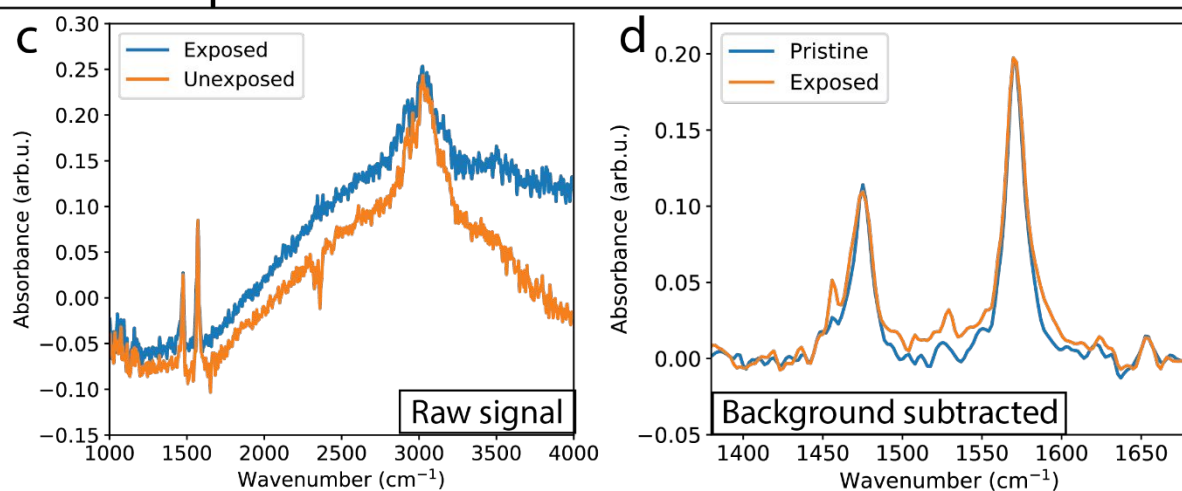 c
0.30
0.25
0.20
0.15
0.10
0.05
0.00
−0.05
−0.10
−0.15
Absorbance (arb.u.)
Exposed
Unexposed
Raw signal
1000 1500 2000 2500 3000 3500 4000
Wavenumber (cm⁻¹)
d
0.20
0.15
0.10
0.05
0.00
−0.05
Absorbance (arb.u.)
Pristine
Exposed
Background subtracted
1400 1450 1500 1550 1600 1650
Wavenumber (cm⁻¹)